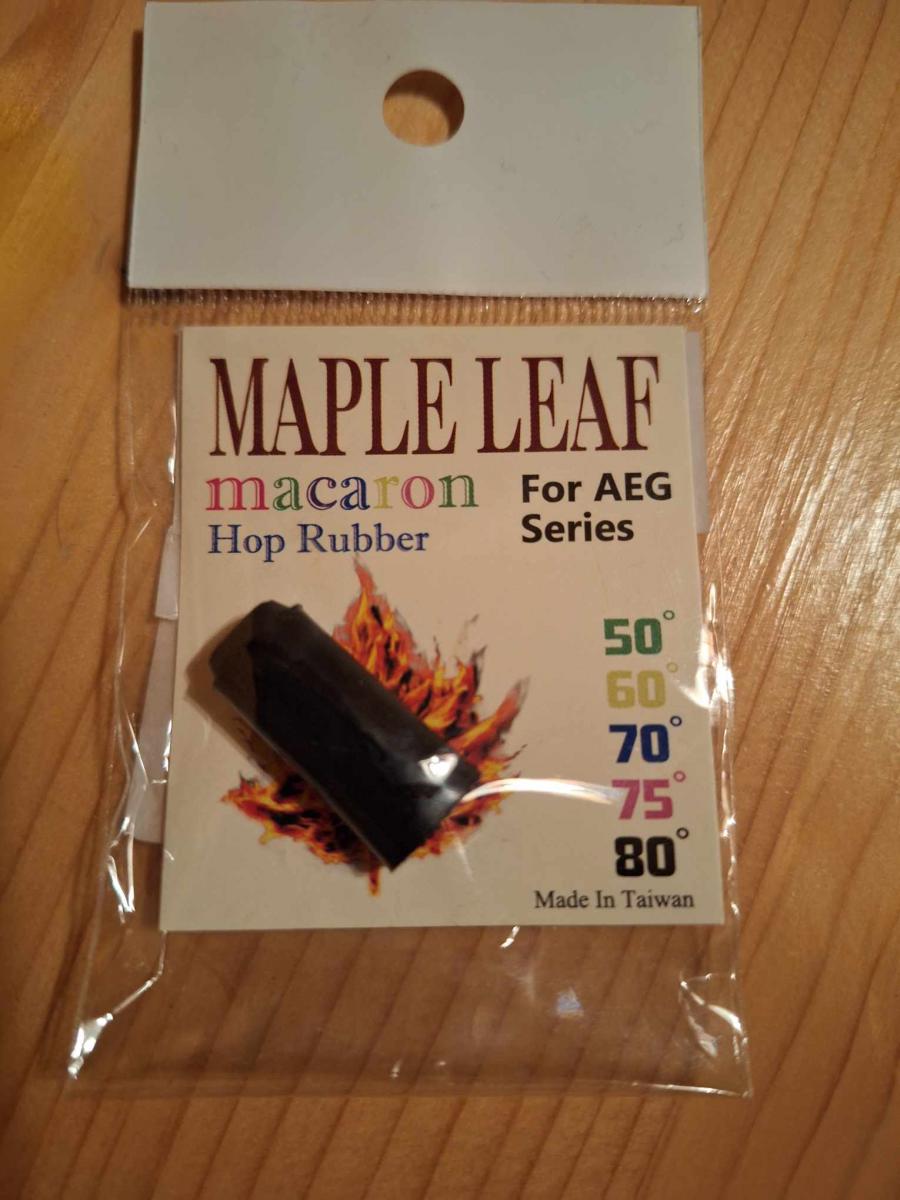 MAPLE LEAF
macaron
Hop Rubber
For AEG
Series
50°
60°
70°
75°
80°
Made In Taiwan